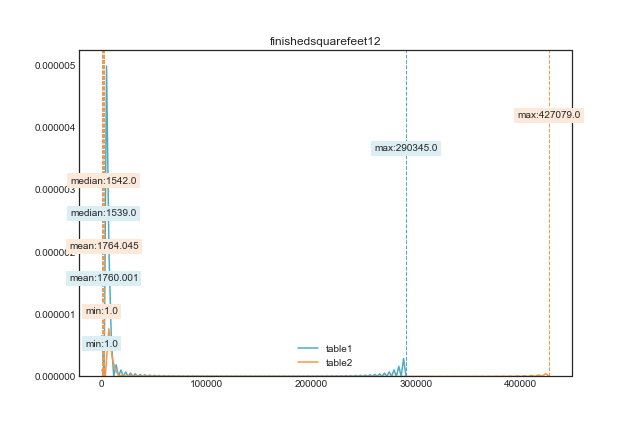 finishedsquarefeet12
0.000005
0.000004
0.000003
0.000002
0.000001
0.000000
max:427079.0
max:290345.0
median:1542.0
median:1539.0
mean:1764.045
mean:1760.001
min:1.0
min:1.0
table1
table2
0
100000
200000
300000
400000